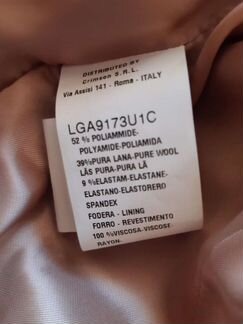 DISTRIBUTED BY
Crimson S.R.L.
Via Assisi 141 - Roma - ITALY
LGA9173U1C
52 % POLIAMMIDE-
POLYAMIDE-POLIAMIDA
39%PURA LANA-PURE WOOL
LÃS PURA-PURA LÃ
9 %ELASTAM-ELASTANE-
ELASTANO-ELASTORERO
SPANDEX
FODERA - LINING
FORRO - REVESTIMENTO
100 %VISCOSA-VISCOSE-
RAYON-